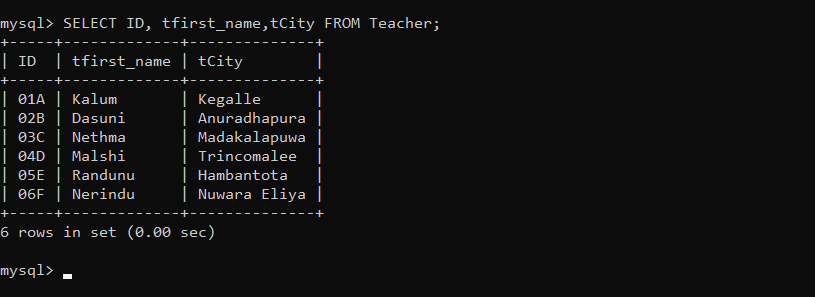 mysql> SELECT ID, tfirst_name,tCity FROM Teacher;
+-----+-------------+--------------+
| ID  | tfirst_name | tCity        |
+-----+-------------+--------------+
| 01A | Kalum       | Kegalle      |
| 02B | Dasuni      | Anuradhapura |
| 03C | Nethma      | Madakalapuwa |
| 04D | Malshi      | Trincomalee  |
| 05E | Randunu     | Hambantota   |
| 06F | Nerindu     | Nuwara Eliya |
+-----+-------------+--------------+
6 rows in set (0.00 sec)
mysql>